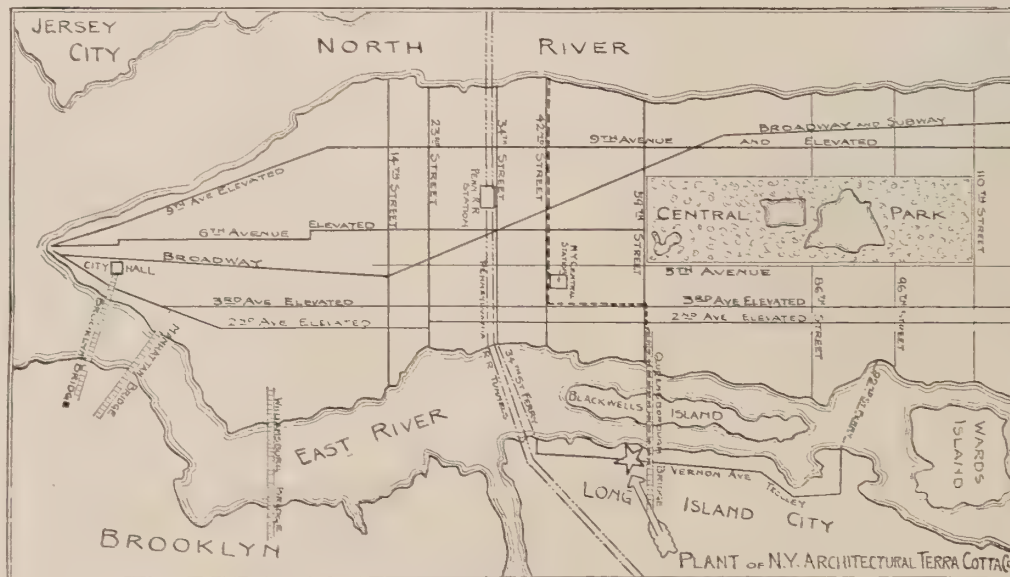 JERSEY
CITY
NORTH RIVER
BROADWAY AND SUBWAY
9TH AVENUE AND ELEVATED
9TH AVE ELEVATED
14TH STREET
23RD STREET
PENN R R
STATION
34TH STREET
42ND STREET
59TH STREET
110TH STREET
CENTRAL PARK
6TH AVENUE ELEVATED
BROADWAY
CITY HALL
N Y CENTRAL
STATION
5TH AVENUE
86TH STREET
96TH STREET
3RD AVE ELEVATED
3RD AVE ELEVATED
2ND AVE ELEVATED
2ND AVE ELEVATED
BROOKLYN
BRIDGE
MANHATTAN
BRIDGE
WILLIAMSBURG BRIDGE
PENNSYLVANIA R R TUNNELS
34TH ST FERRY
QUEENSBOROUGH BRIDGE
92ND ST FERRY
BLACKWELLS ISLAND
WARDS
ISLAND
EAST RIVER
VERNON AVE TROLLEY
LONG ISLAND CITY
BROOKLYN
PLANT OF N.Y. ARCHITECTURAL TERRA COTTA CO